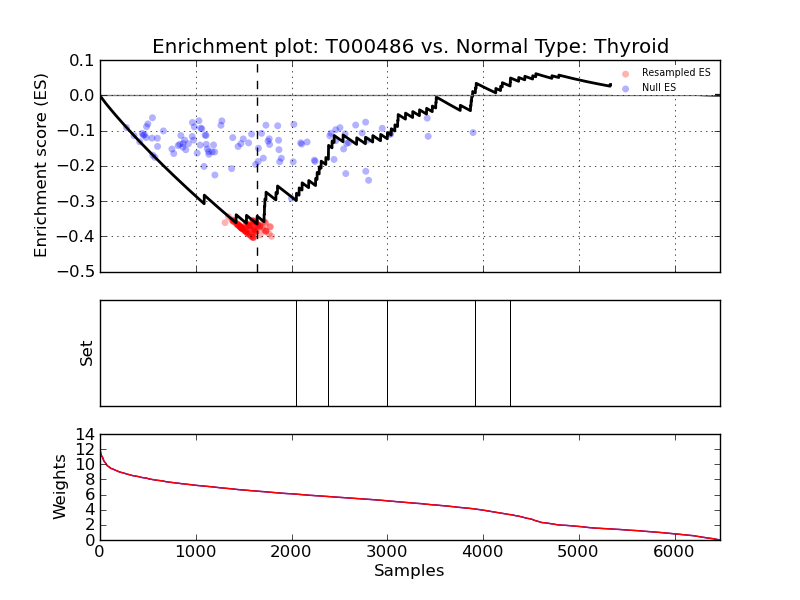 Enrichment plot: T000486 vs. Normal Type: Thyroid
Enrichment score (ES)
0.1
0.0
−0.1
−0.2
−0.3
−0.4
−0.5
Resampled ES
Null ES
Set
Weights
14
12
10
8
6
4
2
0
0 1000 2000 3000 4000 5000 6000
Samples